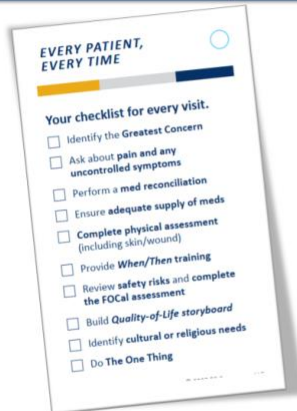 EVERY PATIENT,
EVERY TIME
Your checklist for every visit.
Identify the Greatest Concern
Ask about pain and any
uncontrolled symptoms
Perform a med reconciliation
Ensure adequate supply of meds
Complete physical assessment
(including skin/wound)
Provide When/Then training
Review safety risks and complete
the FOCal assessment
Build Quality-of-Life storyboard
Identify cultural or religious needs
Do The One Thing